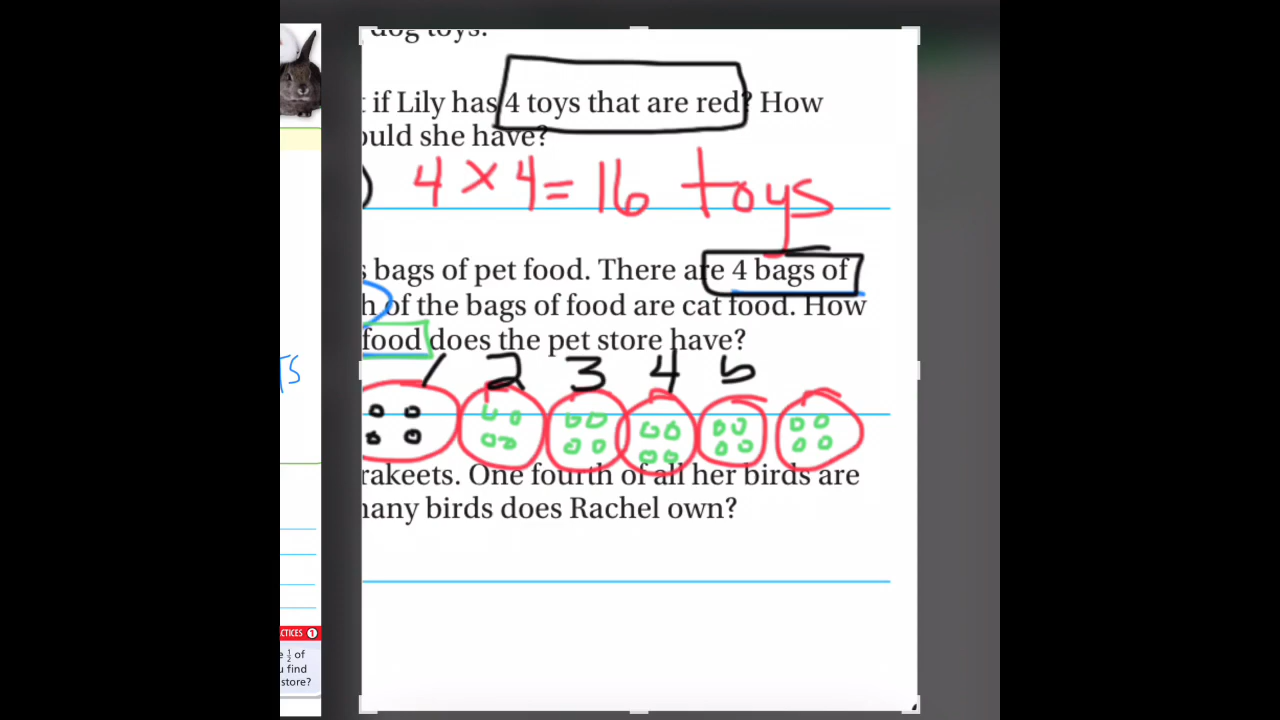 dog toys.
if Lily has 4 toys that are red? How
ould she have?
) 4 × 4 = 16 toys
s bags of pet food. There are 4 bags of
h of the bags of food are cat food. How
food does the pet store have?
TS
1 2 3 4 5
rakeets. One fourth of all her birds are
many birds does Rachel own?
CTICES 1
e 1/2 of
u find
store?